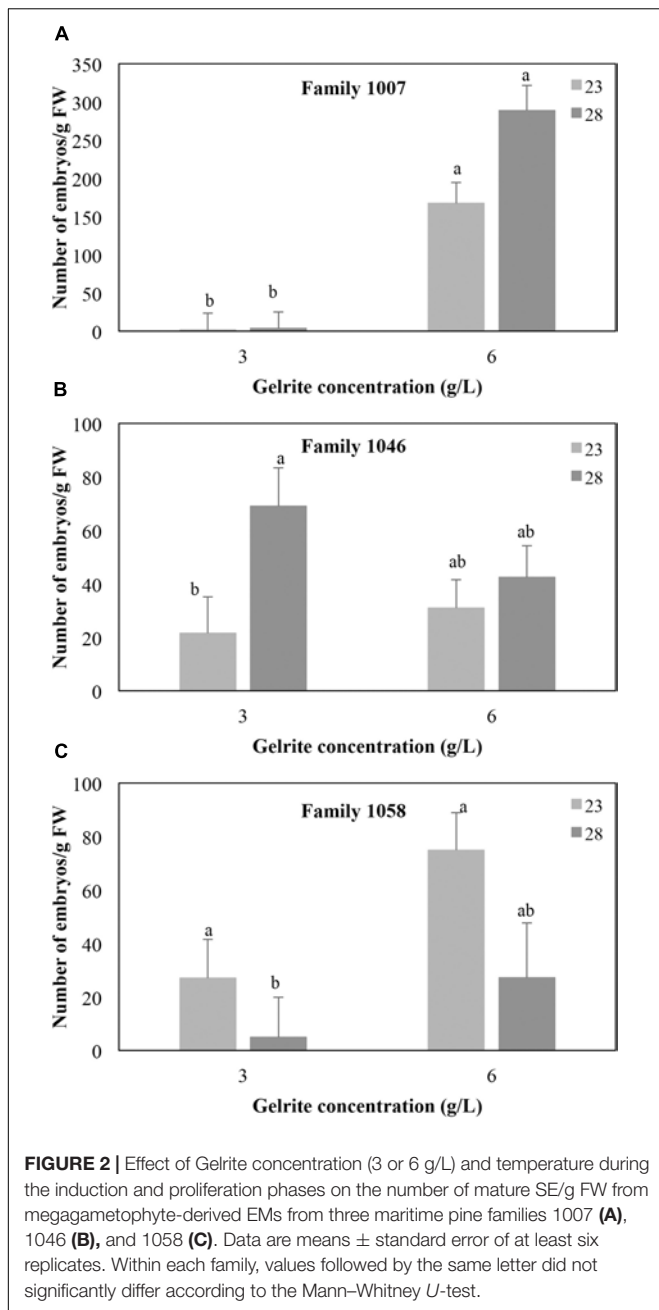 A
Family 1007
23
28
Number of embryos/g FW
350
300
250
200
150
100
50
0
b
b
a
a
3
6
Gelrite concentration (g/L)
B
Family 1046
23
28
Number of embryos/g FW
100
80
60
40
20
0
b
a
ab
ab
3
6
Gelrite concentration (g/L)
C
Family 1058
23
28
Number of embryos/g FW
100
80
60
40
20
0
a
b
a
ab
3
6
Gelrite concentration (g/L)
FIGURE 2 | Effect of Gelrite concentration (3 or 6 g/L) and temperature during
the induction and proliferation phases on the number of mature SE/g FW from
megagametophyte-derived EMs from three maritime pine families 1007 (A),
1046 (B), and 1058 (C). Data are means ± standard error of at least six
replicates. Within each family, values followed by the same letter did not
significantly differ according to the Mann–Whitney U-test.